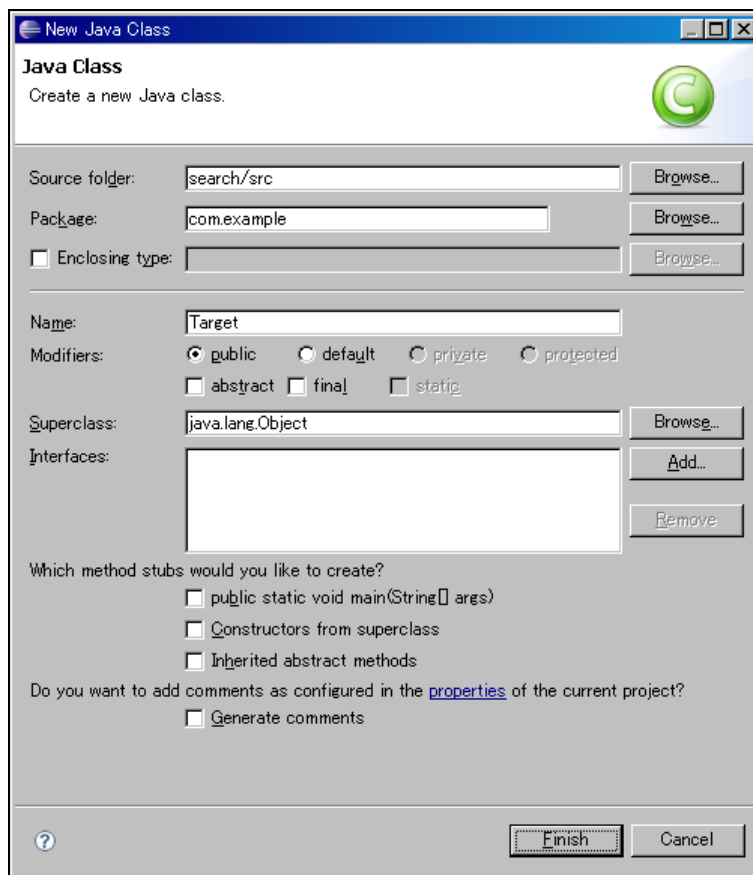 New Java Class
Java Class
Create a new Java class.
Source folder: search/src Browse...
Package: com.example Browse...
Enclosing type: Browse...
Name: Target
Modifiers: public default private protected
abstract final static
Superclass: java.lang.Object Browse...
Interfaces: Add...
Remove
Which method stubs would you like to create?
public static void main(String[] args)
Constructors from superclass
Inherited abstract methods
Do you want to add comments as configured in the properties of the current project?
Generate comments
? Finish Cancel